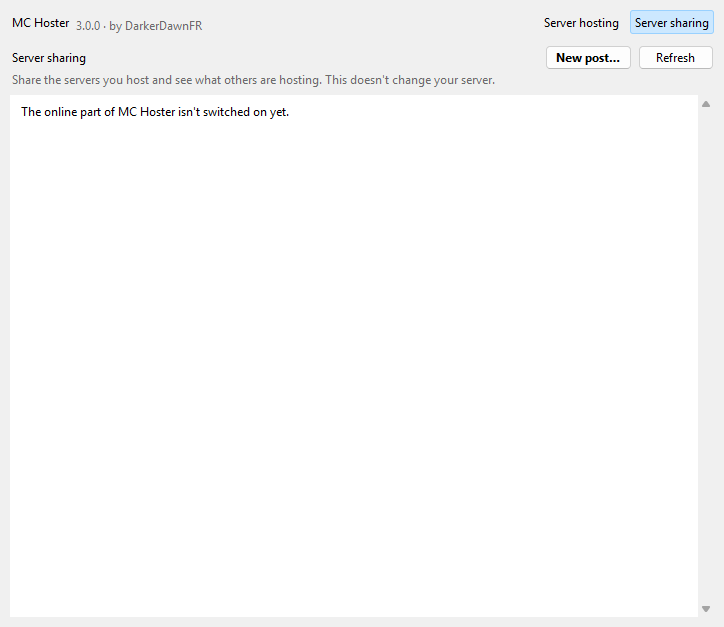 MC Hoster 3.0.0 · by DarkerDawnFR Server hosting Server sharing
Server sharing New post... Refresh
Share the servers you host and see what others are hosting. This doesn't change your server.
The online part of MC Hoster isn't switched on yet.